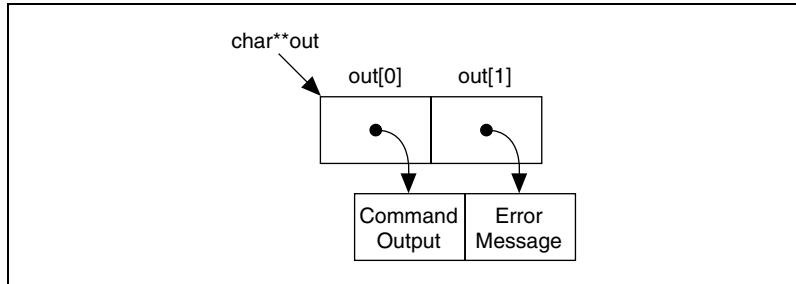 char**out
out[0]
out[1]
Command
Output
Error
Message